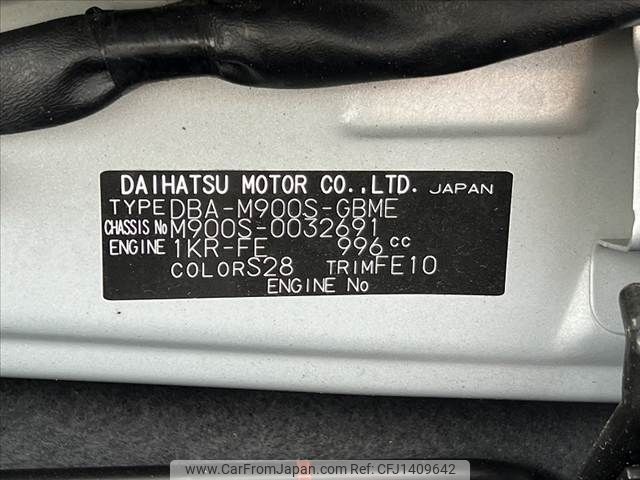 DAIHATSU MOTOR CO.,LTD. JAPAN
TYPE DBA-M900S-GBME
CHASSIS No M900S-0032691
ENGINE 1KR-FE 996cc
COLOR S28 TRIM FE10
ENGINE No
www.CarFromJapan.com CFJ1409642